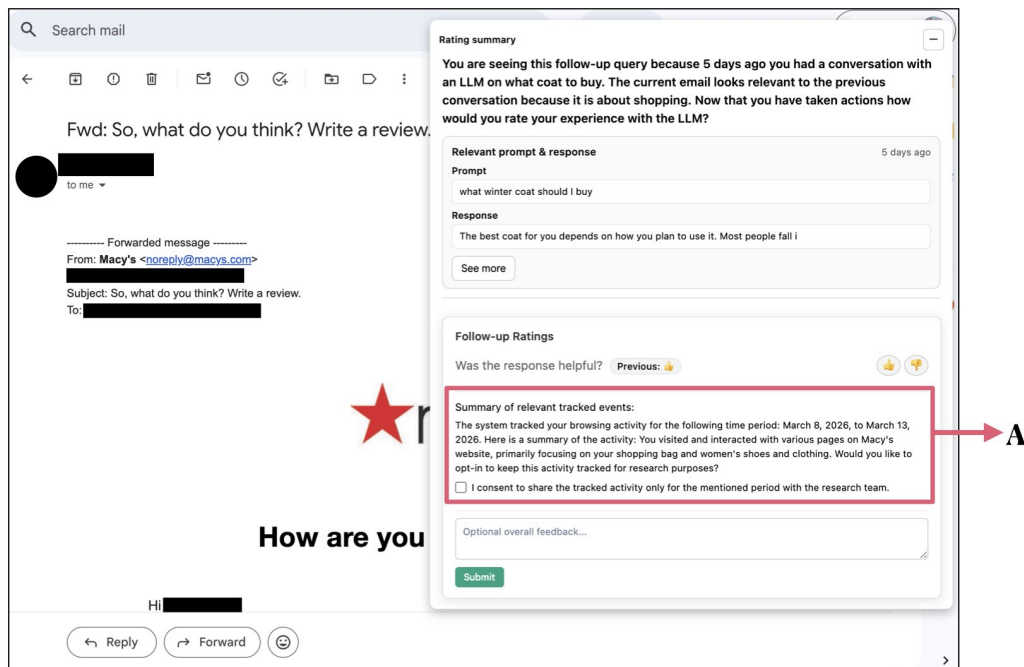 Search mail
Fwd: So, what do you think? Write a review.
to me
---------- Forwarded message ---------
From: Macy's <noreply@macys.com>
Subject: So, what do you think? Write a review.
To:
How are you
Hi
Reply
Forward
Rating summary
You are seeing this follow-up query because 5 days ago you had a conversation with
an LLM on what coat to buy. The current email looks relevant to the previous
conversation because it is about shopping. Now that you have taken actions how
would you rate your experience with the LLM?
Relevant prompt & response 5 days ago
Prompt
what winter coat should I buy
Response
The best coat for you depends on how you plan to use it. Most people fall i
See more
Follow-up Ratings
Was the response helpful? Previous: 👍
Summary of relevant tracked events:
The system tracked your browsing activity for the following time period: March 8, 2026, to March 13,
2026. Here is a summary of the activity: You visited and interacted with various pages on Macy's
website, primarily focusing on your shopping bag and women's shoes and clothing. Would you like to
opt-in to keep this activity tracked for research purposes?
I consent to share the tracked activity only for the mentioned period with the research team.
Optional overall feedback...
Submit
A